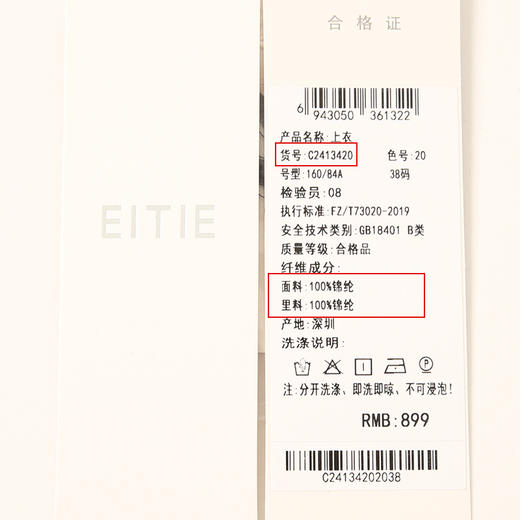 EITIE
合格证
6 943050 361322
产品名称:上衣
货号:C2413420 色号:20
号型:160/84A 38码
检验员:08
执行标准:FZ/T73020-2019
安全技术类别:GB18401 B类
质量等级:合格品
纤维成分:
面料:100%锦纶
里料:100%锦纶
产地:深圳
洗涤说明:
P
注:分开洗涤、即洗即晾、不可浸泡!
RMB:899
C24134202038